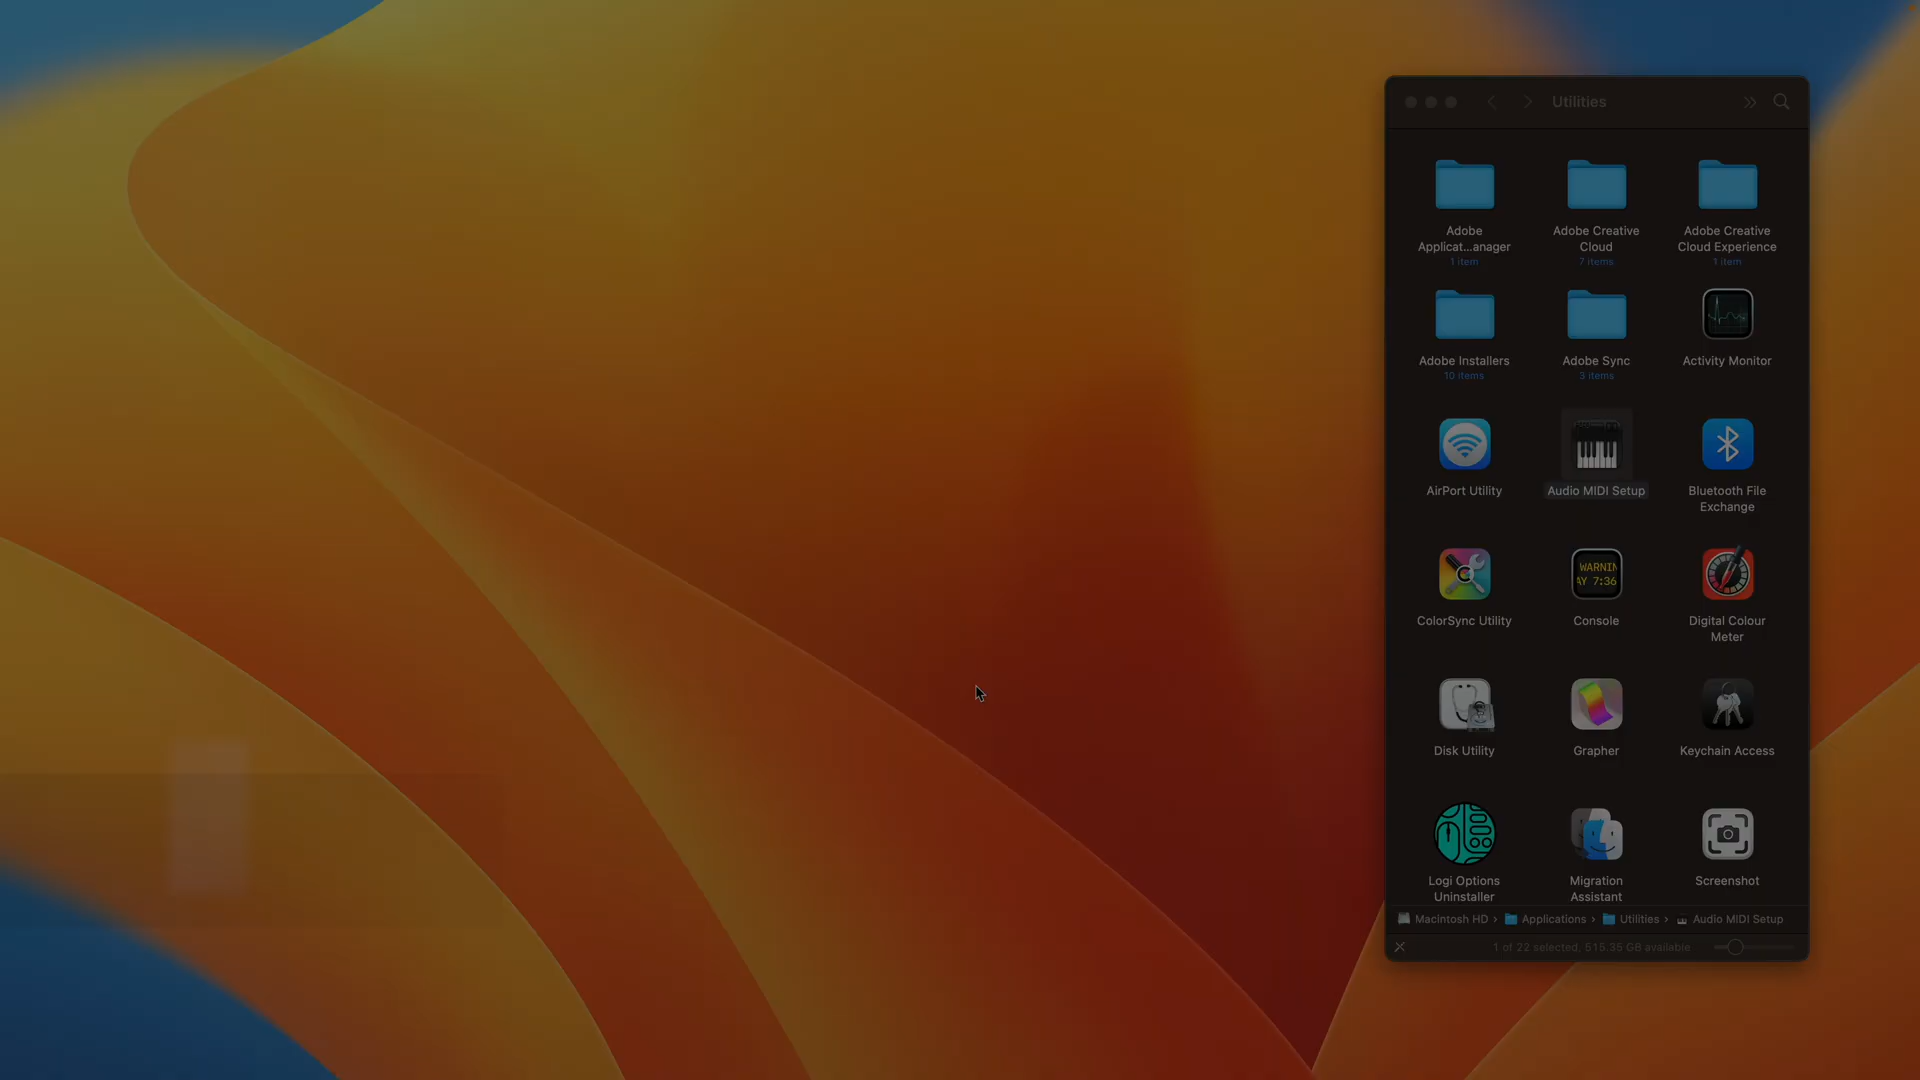 Utilities
Adobe
Applicat...anager
1 item
Adobe Creative
Cloud
7 items
Adobe Creative
Cloud Experience
1 item
Adobe Installers
10 items
Adobe Sync
3 items
Activity Monitor
AirPort Utility
Audio MIDI Setup
Bluetooth File
Exchange
ColorSync Utility
WARNIN
AY 7:36
Console
Digital Colour
Meter
Disk Utility
Grapher
Keychain Access
Logi Options
Uninstaller
Migration
Assistant
Screenshot
Macintosh HD › Applications › Utilities › Audio MIDI Setup
1 of 22 selected, 515.35 GB available